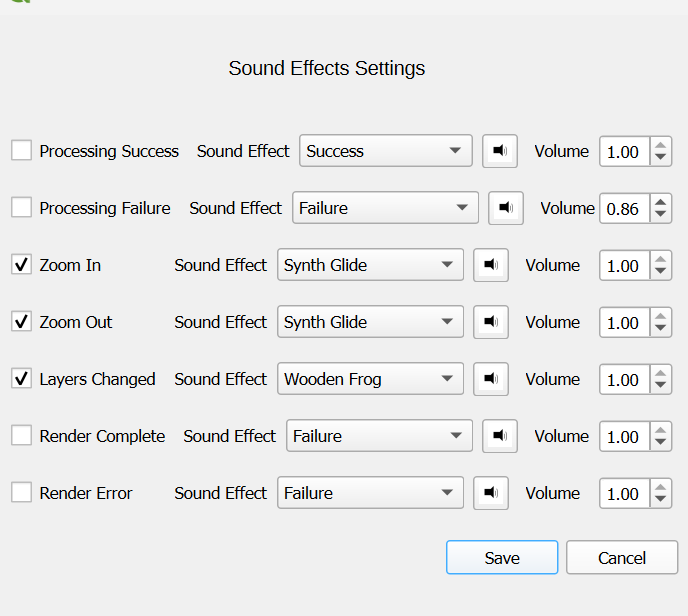 Sound Effects Settings
Processing Success Sound Effect Success Volume 1.00
Processing Failure Sound Effect Failure Volume 0.86
Zoom In Sound Effect Synth Glide Volume 1.00
Zoom Out Sound Effect Synth Glide Volume 1.00
Layers Changed Sound Effect Wooden Frog Volume 1.00
Render Complete Sound Effect Failure Volume 1.00
Render Error Sound Effect Failure Volume 1.00
Save Cancel